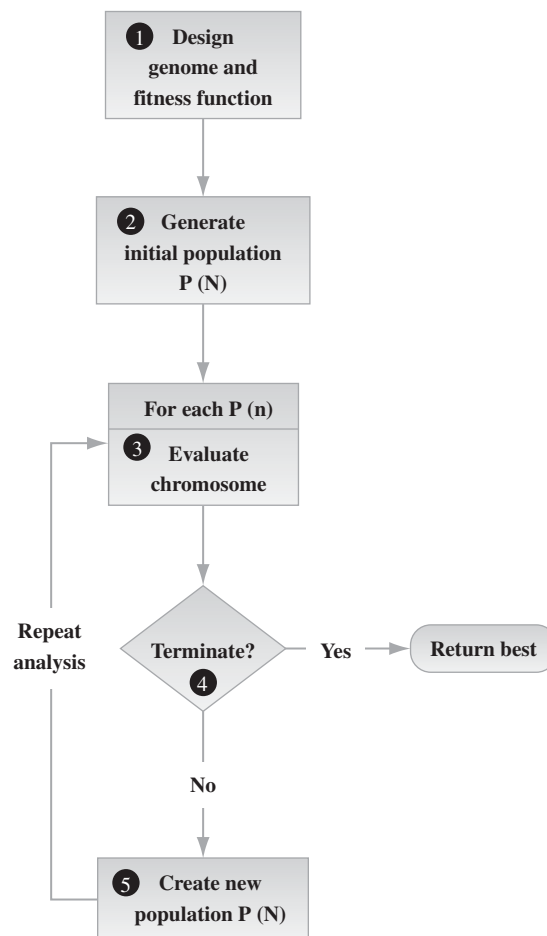 1 Design
genome and
fitness function
2 Generate
initial population
P (N)
For each P (n)
3 Evaluate
chromosome
Repeat
analysis
Terminate?
4
Yes
Return best
No
5 Create new
population P (N)